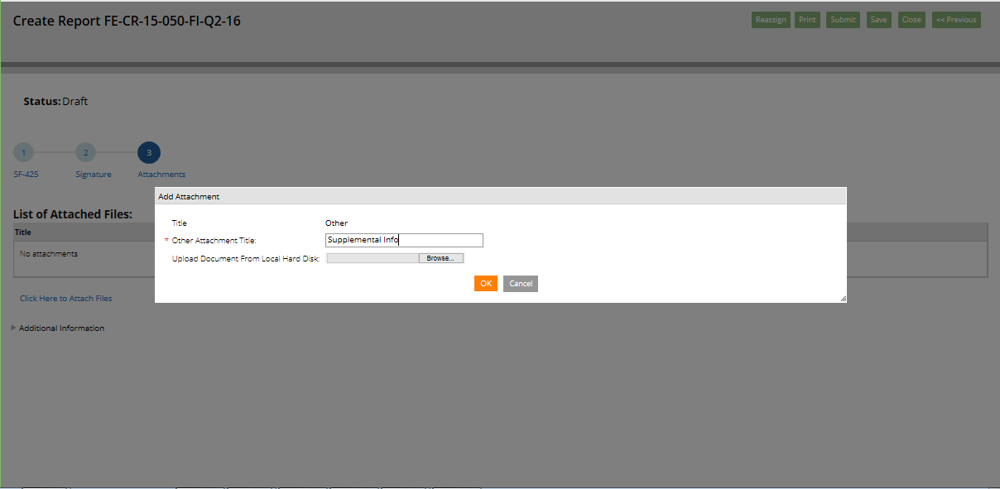 Create Report FE-CR-15-050-FI-Q2-16
Reassign Print Submit Save Close << Previous
Status: Draft
1 2 3
SF-425 Signature Attachments
Add Attachment
List of Attached Files:
Title Other
Title
* Other Attachment Title: Supplemental Info
No attachments
Upload Document From Local Hard Disk: Browse...
OK Cancel
Click Here to Attach Files
Additional Information